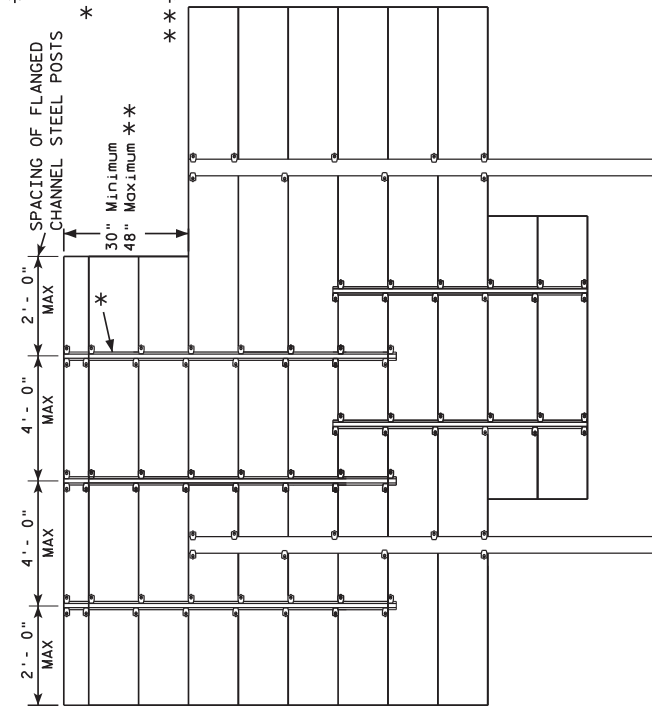 *
**
SPACING OF FLANGED
CHANNEL STEEL POSTS
30" Minimum
48" Maximum **
*
2'- 0"
MAX
4'- 0"
MAX
4'- 0"
MAX
2'- 0"
MAX